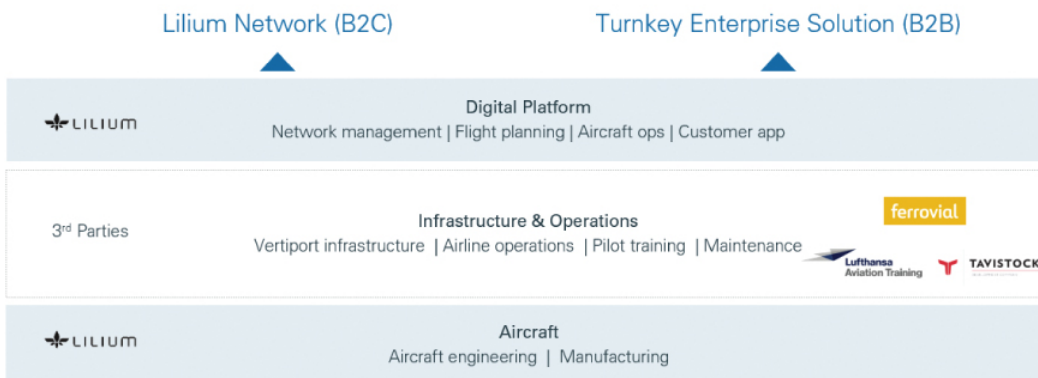 Lilium Network (B2C)
Turnkey Enterprise Solution (B2B)
LILIUM
Digital Platform
Network management | Flight planning | Aircraft ops | Customer app
3rd Parties
Infrastructure & Operations
Vertiport infrastructure | Airline operations | Pilot training | Maintenance
ferrovial
Lufthansa
Aviation Training
TAVISTOCK
LILIUM
Aircraft
Aircraft engineering | Manufacturing